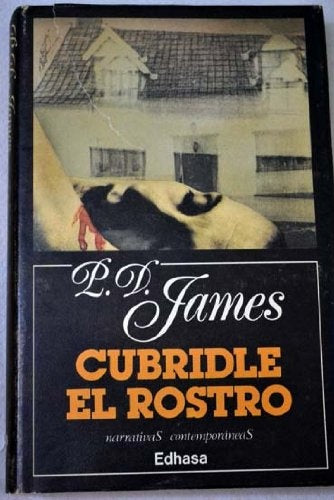 P. D.
James
CUBRIDLE
EL ROSTRO
narrativaS contemporáneaS
Edhasa